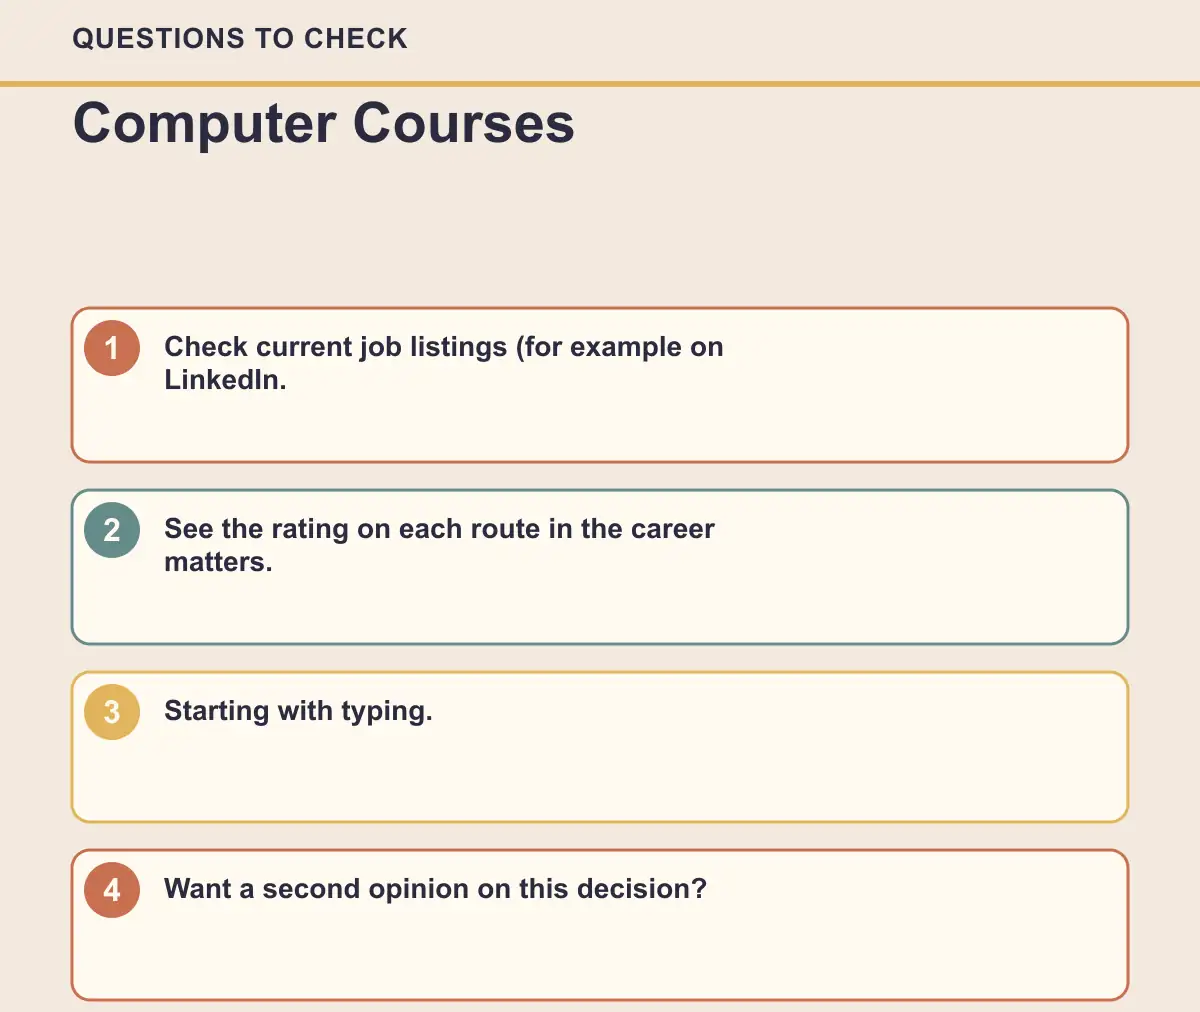 QUESTIONS TO CHECK
Computer Courses
1
Check current job listings (for example on
LinkedIn.
2
See the rating on each route in the career
matters.
3
Starting with typing.
4
Want a second opinion on this decision?